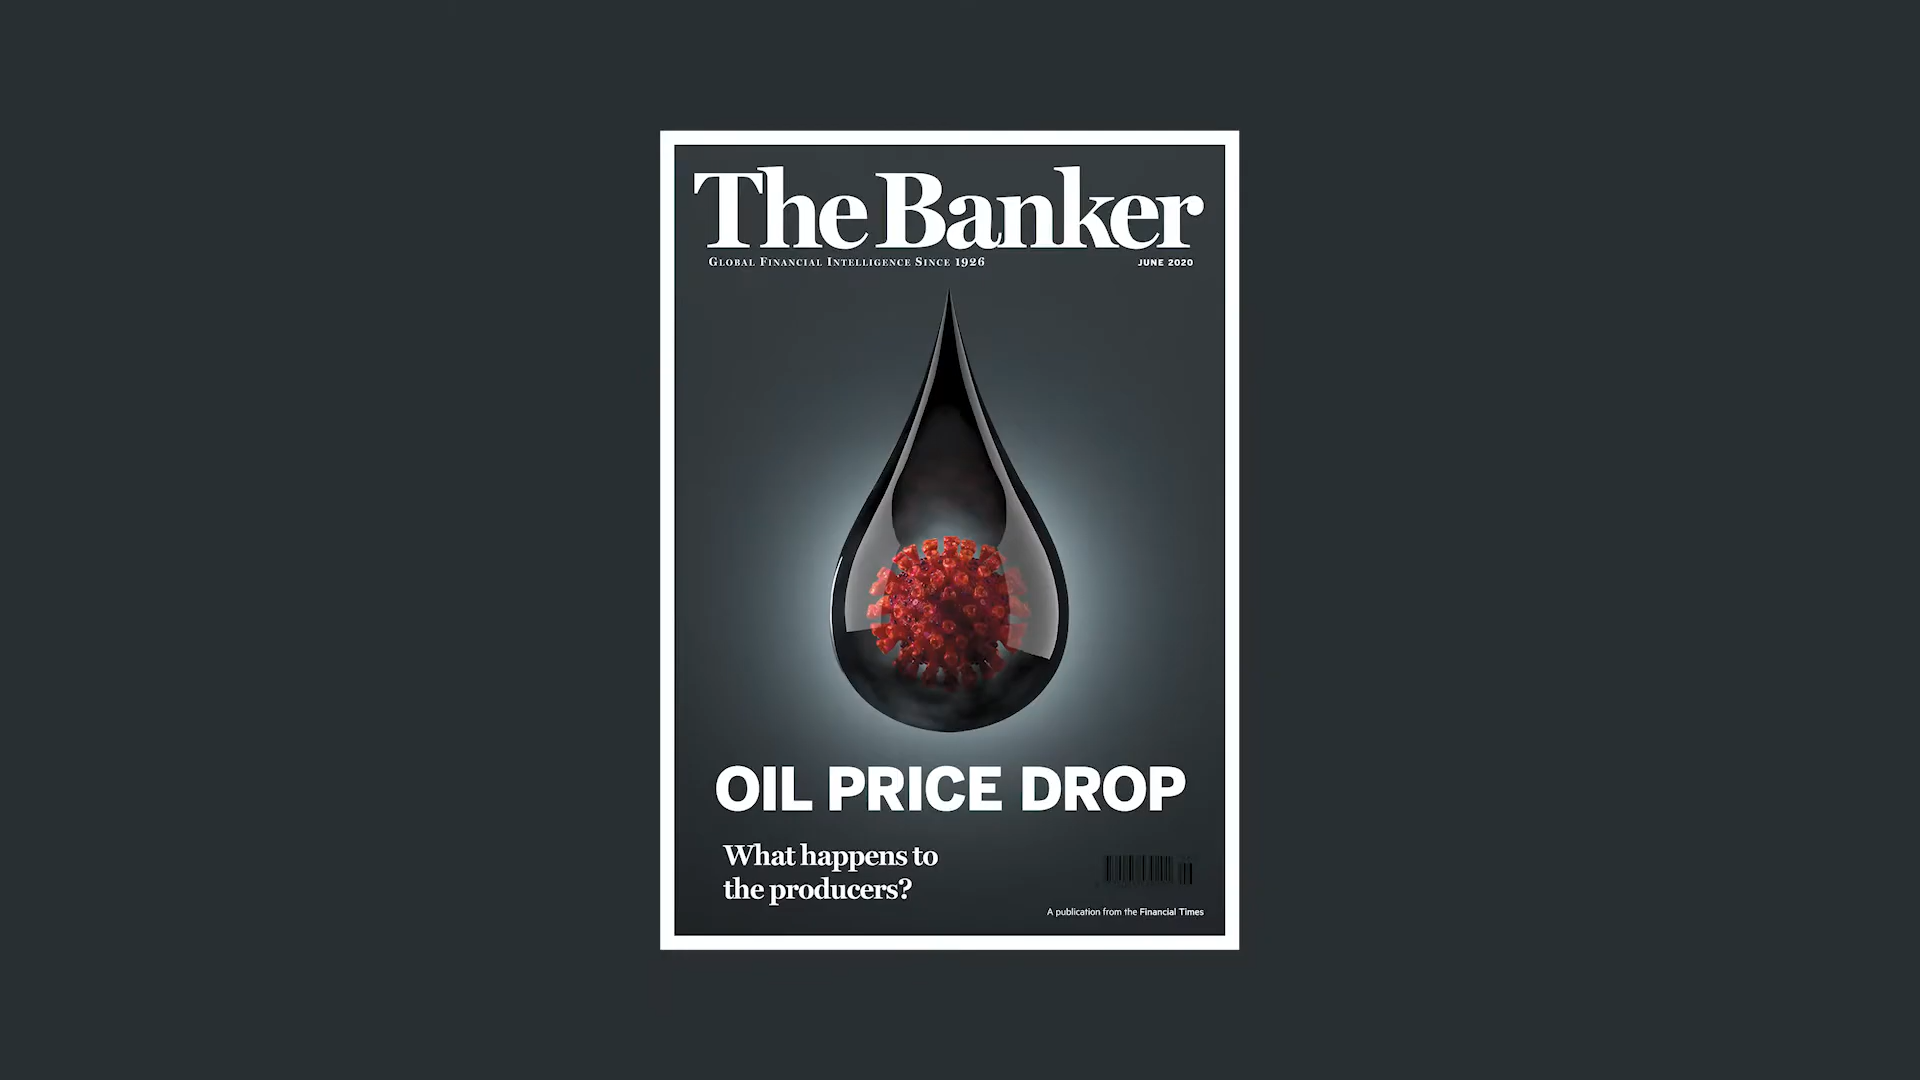 The Banker
Global Financial Intelligence Since 1926
JUNE 2020
OIL PRICE DROP
What happens to
the producers?
A publication from the Financial Times